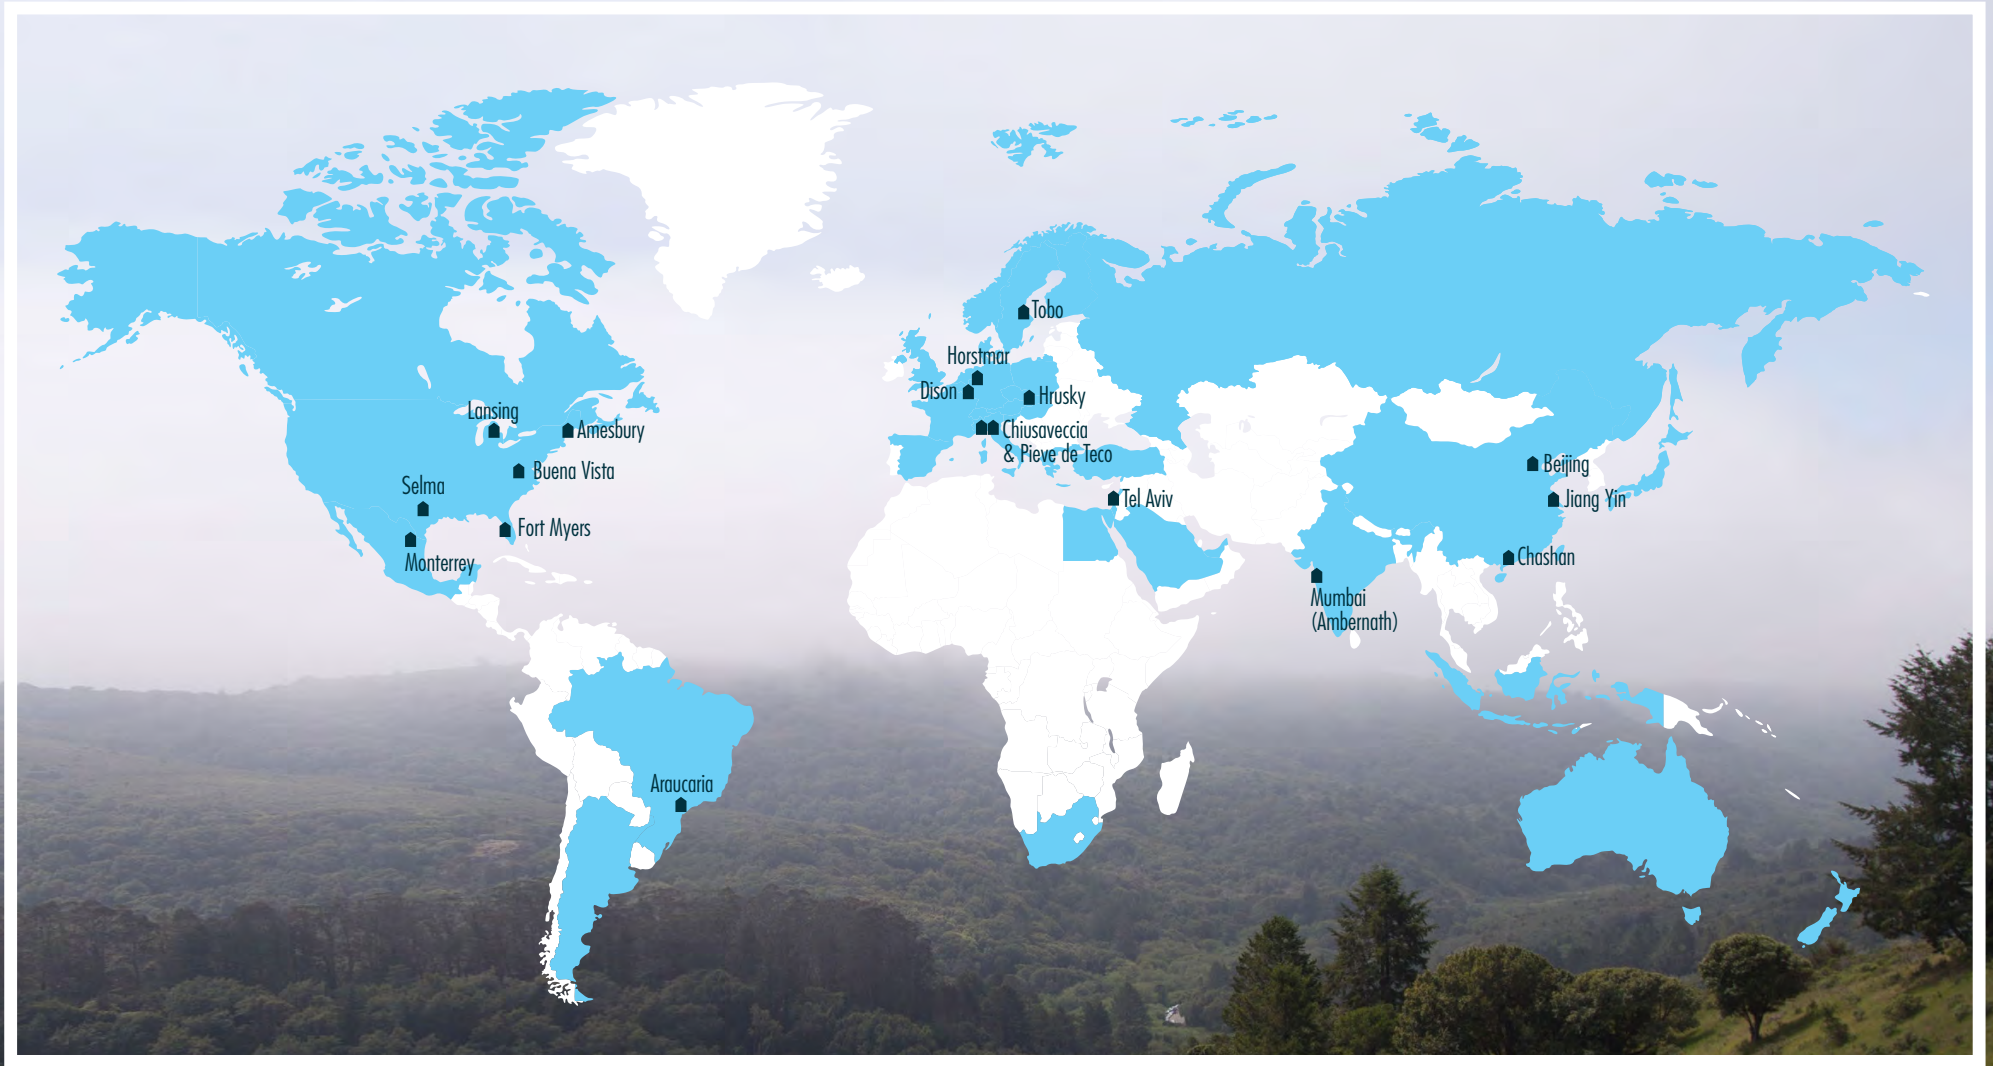 Tobo
Horstmar
Dison
Hrusky
Lansing
Amesbury
Chiusaveccia
& Pieve de Teco
Buena Vista
Beijing
Selma
Tel Aviv
Jiang Yin
Fort Myers
Monterrey
Chashan
Mumbai
(Ambernath)
Araucaria